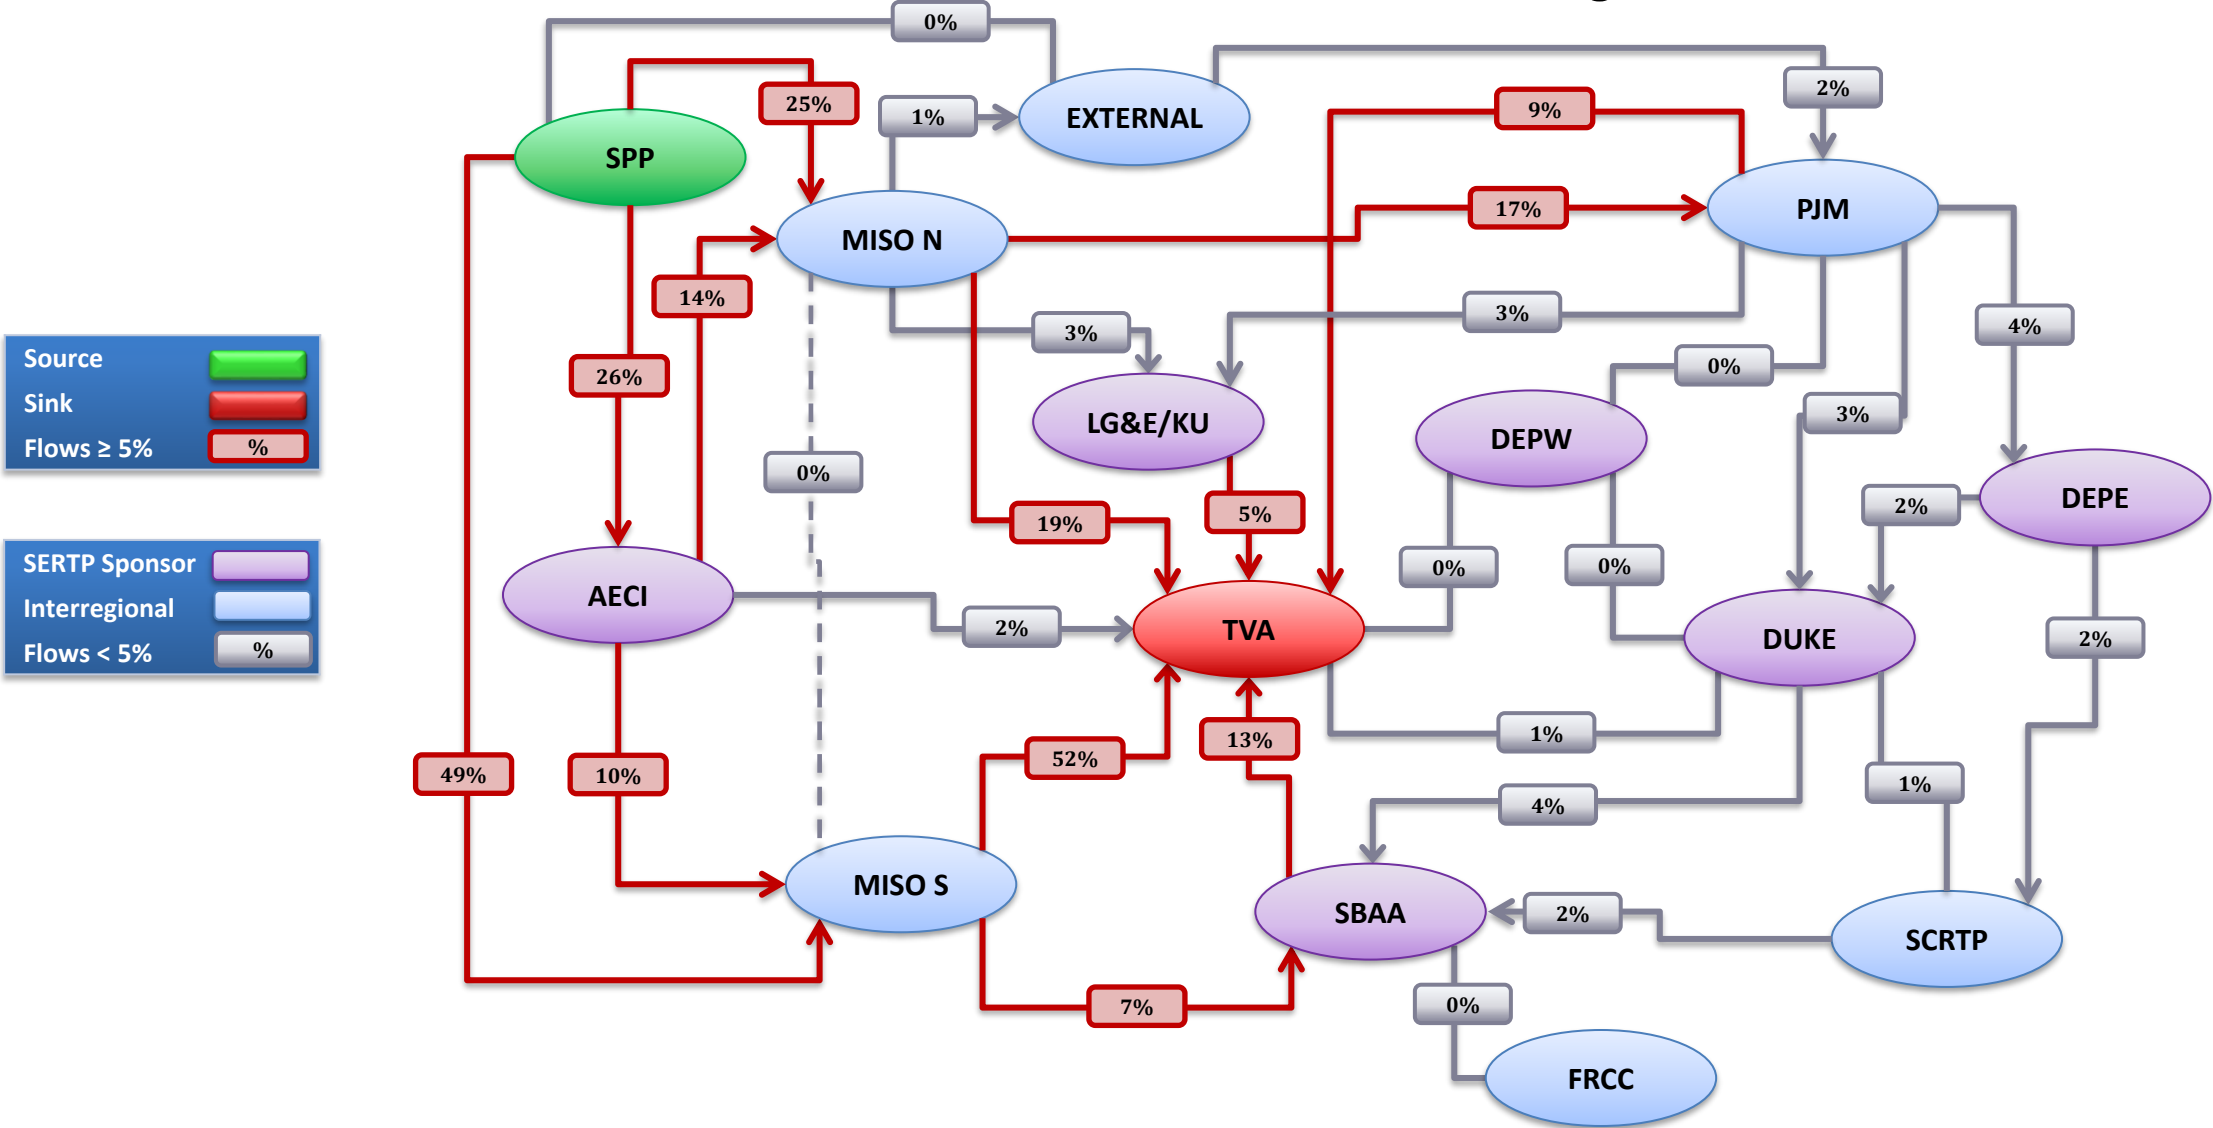 0%
EXTERNAL
2%
25%
1%
9%
SPP
17%
PJM
MISO N
14%
3%
3%
4%
Source
Sink
Flows ≥ 5% %
26%
0%
3%
LG&E/KU
DEPW
0%
DEPE
2%
5%
19%
SERTP Sponsor
Interregional
Flows < 5% %
0%
0%
AECI
2%
TVA
DUKE
2%
1%
13%
52%
49%
10%
1%
4%
MISO S
SBAA
2%
SCRTP
7%
0%
FRCC